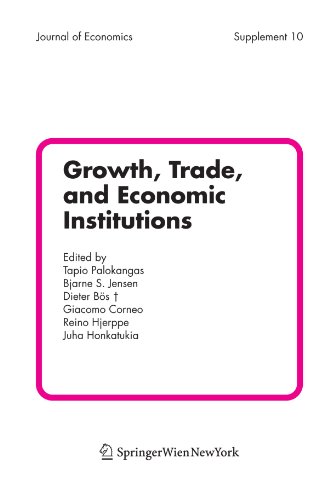 Journal of Economics Supplement 10
Growth, Trade,
and Economic
Institutions
Edited by
Tapio Palokangas
Bjarne S. Jensen
Dieter Bös †
Giacomo Corneo
Reino Hjerppe
Juha Honkatukia
SpringerWienNewYork